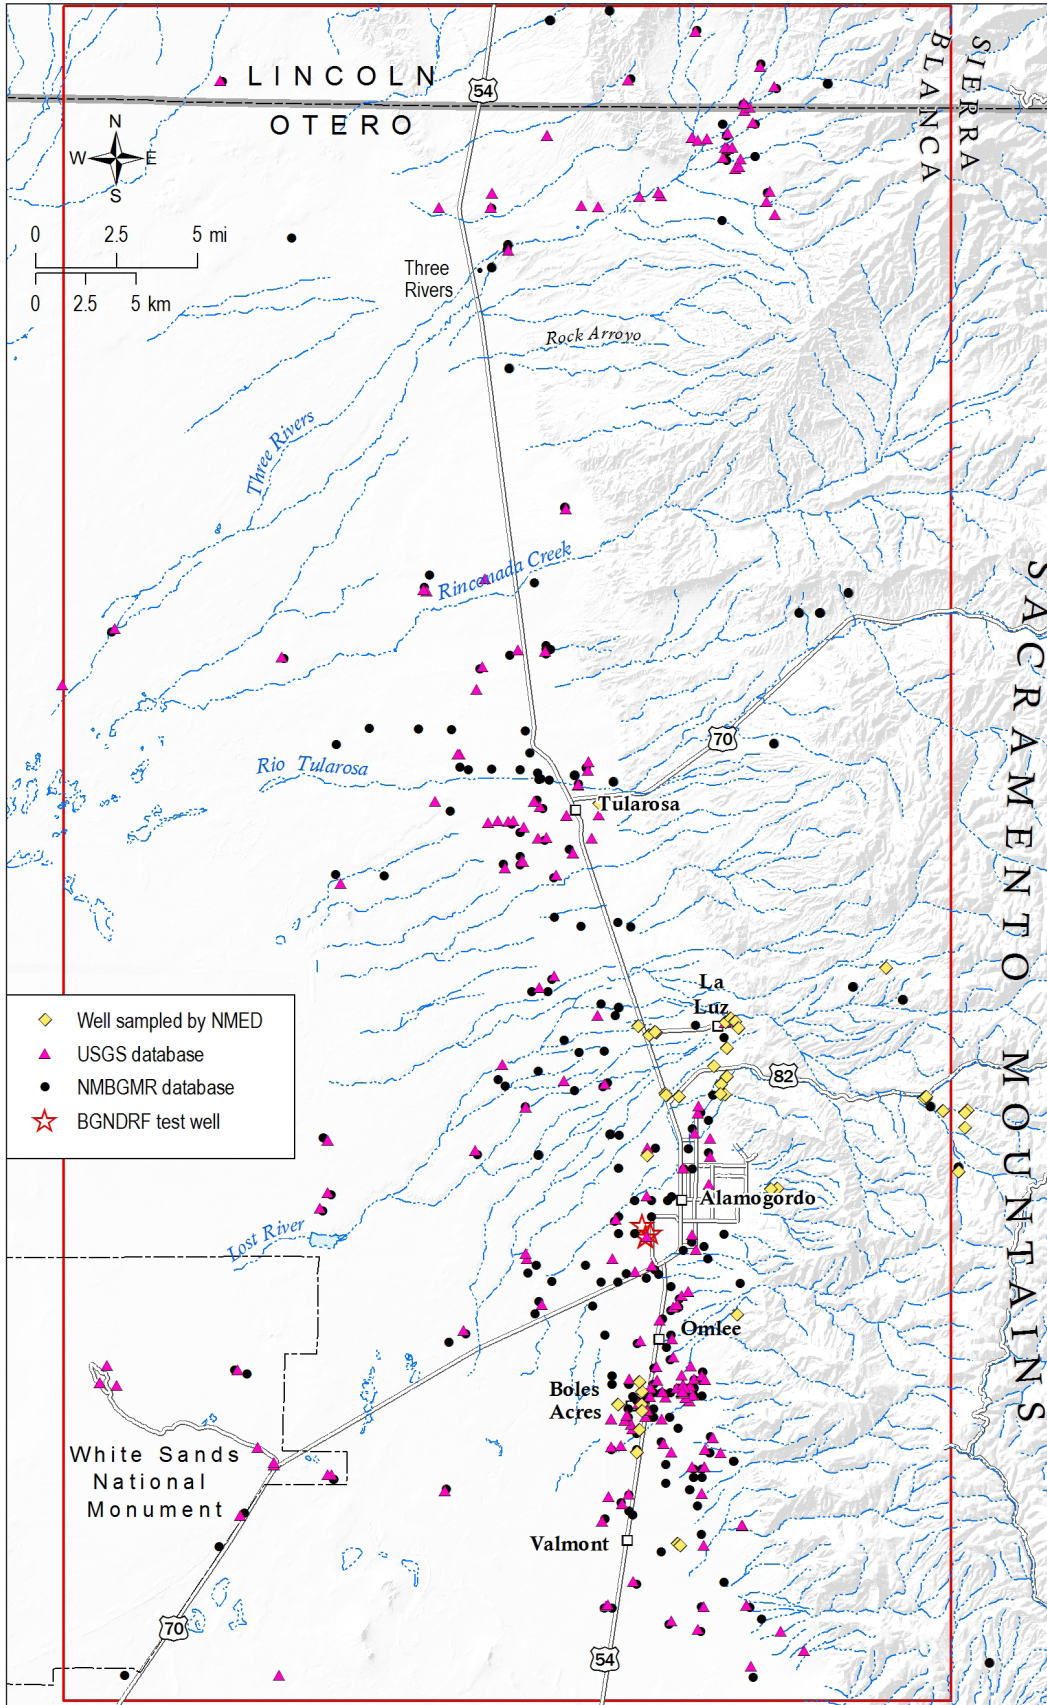 LINCOLN
OTERO
54
SIERRA
BLANCA
N
W E
S
0 2.5 5 mi
0 2.5 5 km
Three
Rivers
Rock Arroyo
Three Rivers
Rinconada Creek
SACRAMENTO MOUNTAINS
70
Rio Tularosa
Tularosa
La
Luz
82
Well sampled by NMED
USGS database
NMBGMR database
BGNDRF test well
Alamogordo
Lost River
Omlee
Boles
Acres
White Sands
National
Monument
Valmont
70
54